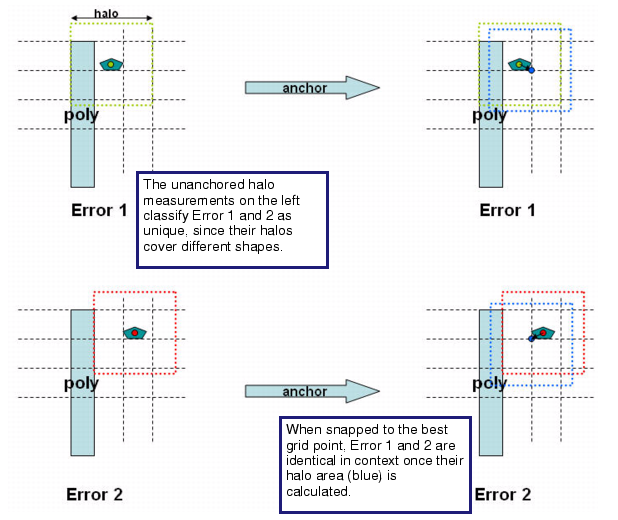 halo
poly
anchor
poly
Error 1
Error 1
The unanchored halo
measurements on the left
classify Error 1 and 2 as
unique, since their halos
cover different shapes.
poly
anchor
poly
When snapped to the best
grid point, Error 1 and 2 are
identical in context once their
halo area (blue) is
calculated.
Error 2
Error 2